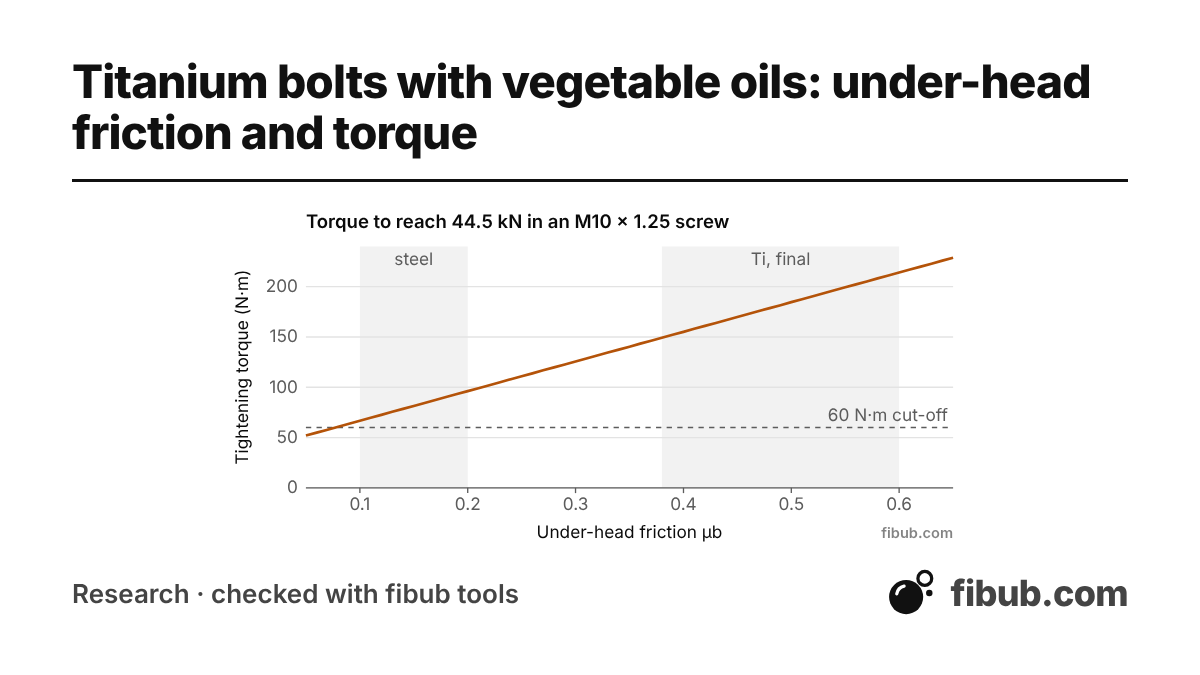 Titanium bolts with vegetable oils: under-head
friction and torque
Torque to reach 44.5 kN in an M10 × 1.25 screw
steel
Ti, final
Tightening torque (N·m)
200
150
100
50
0
60 N·m cut-off
0.1
0.2
0.3
0.4
0.5
0.6
Under-head friction μb
fibub.com
Research · checked with fibub tools
fibub.com